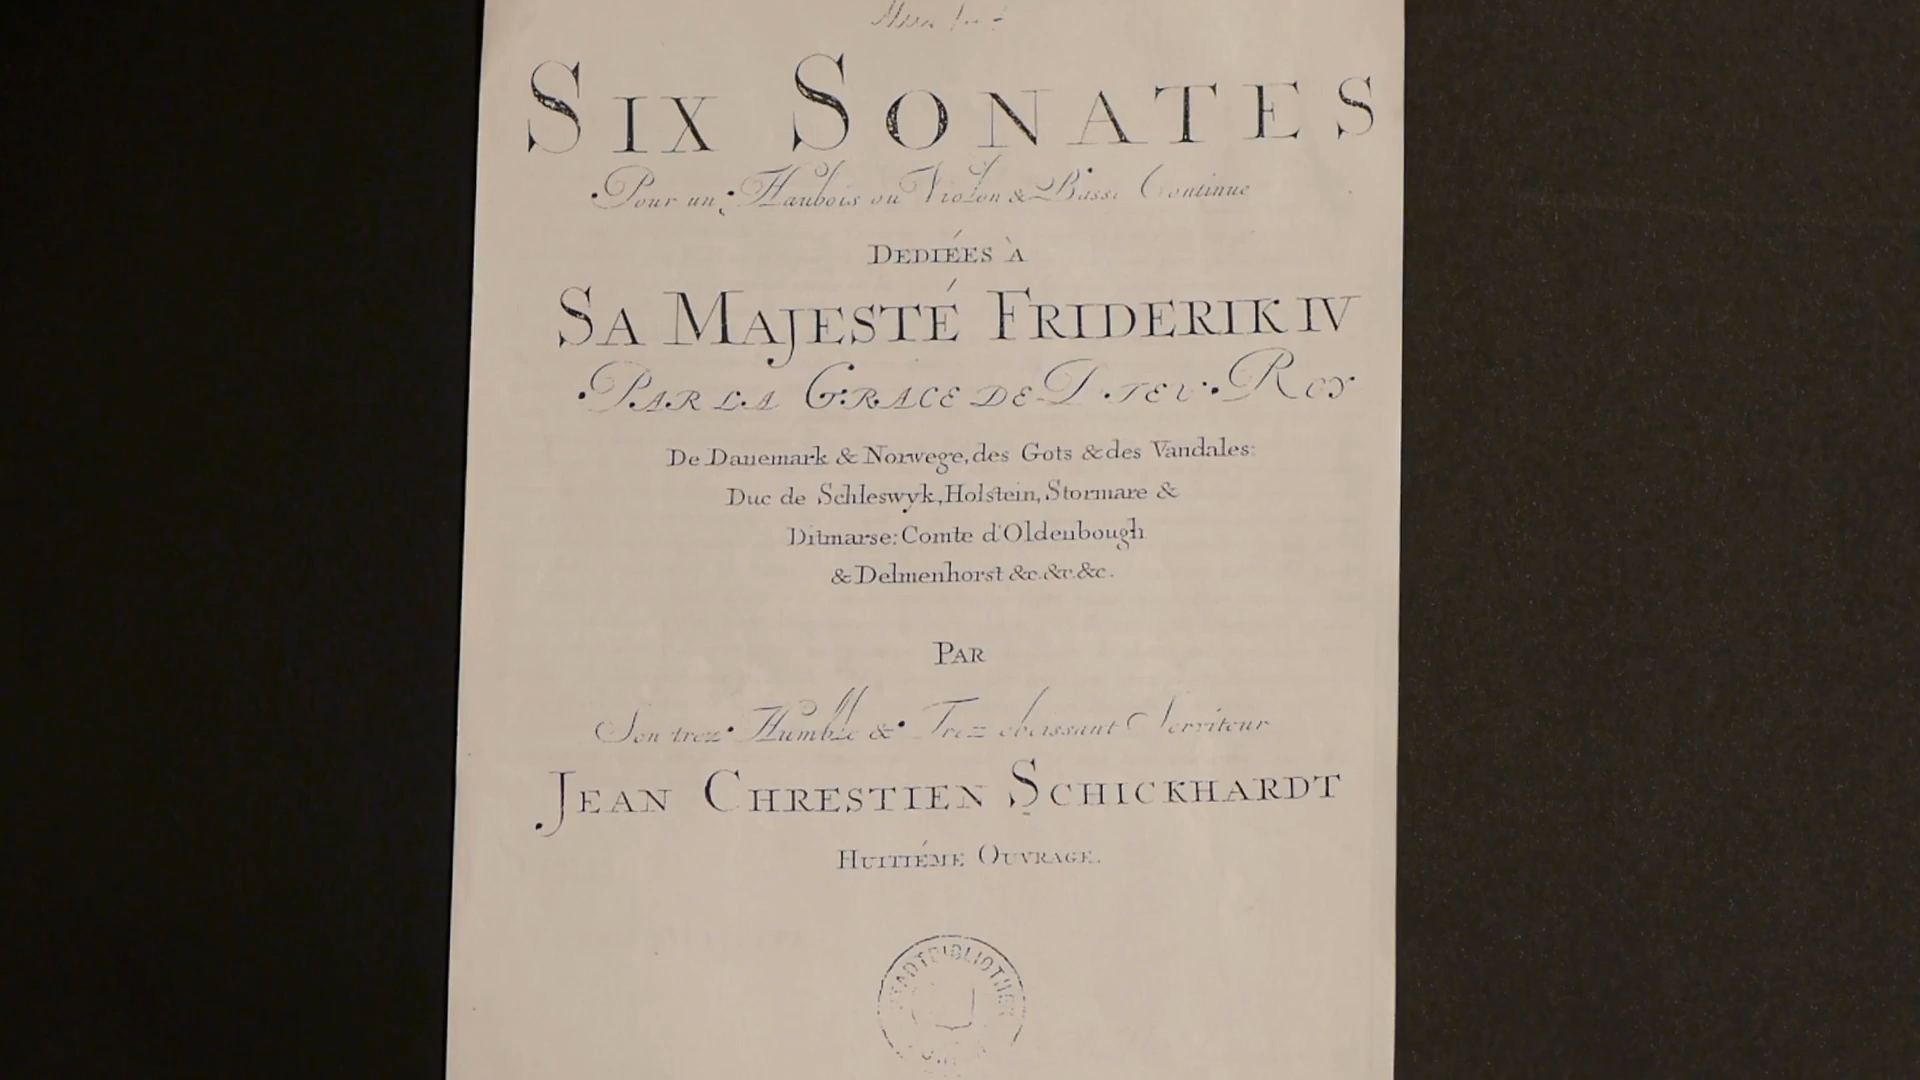 SIX SONATES
Pour un Haubois ou Violon & Basse Continue
DEDIÉES À
SA MAJESTÉ FRIDERIK IV
PAR LA GRACE DE DIEU ROY
De Danemark & Norwege, des Gots & des Vandales:
Duc de Schleswyk, Holstein, Stormare &
Ditmarse: Comte d'Oldenbough
& Delmenhorst &c. &c. &c.
PAR
Son trez Humble & Trez obeissant Serviteur
JEAN CHRESTIEN SCHICKHARDT
HUITIÉME OUVRAGE.
STADTBIBLIOTHEK